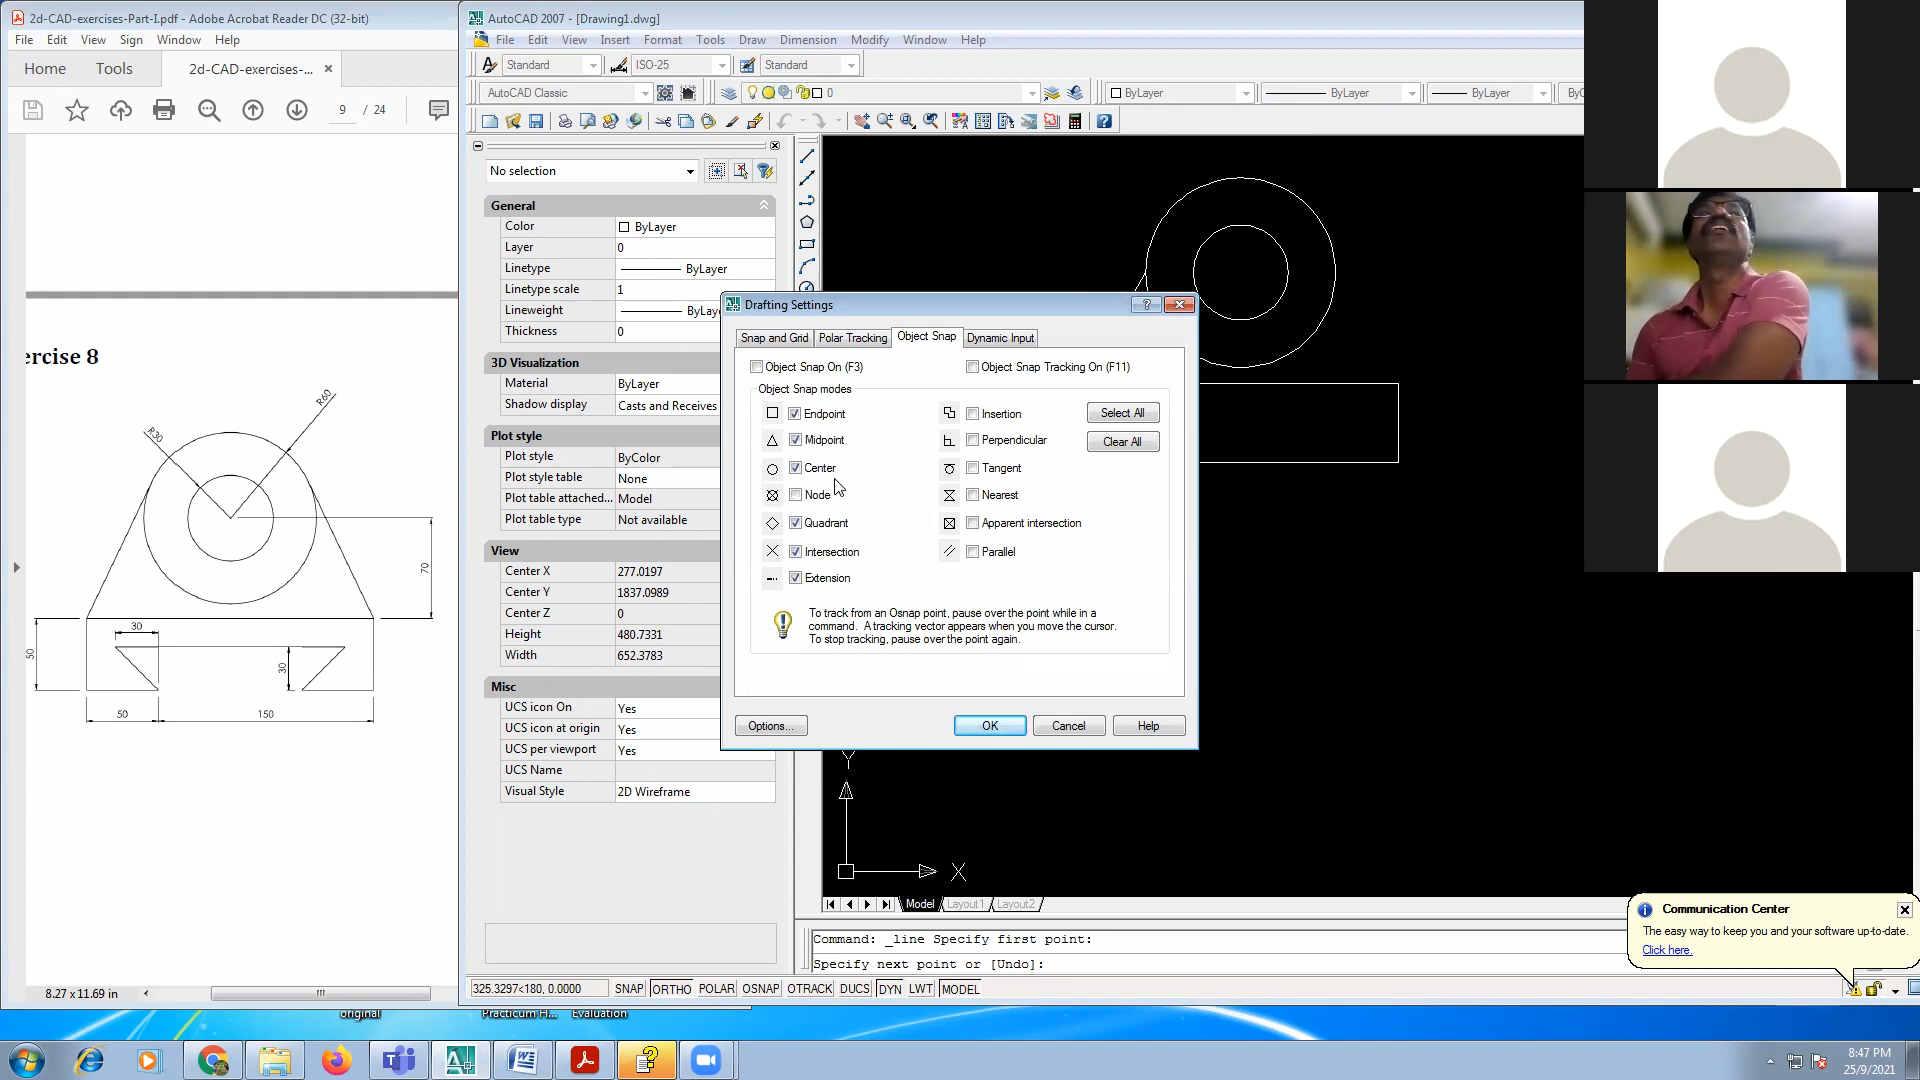 2d-CAD-exercises-Part-I.pdf - Adobe Acrobat Reader DC (32-bit)
File Edit View Sign Window Help
Home Tools 2d-CAD-exercises-... ×
9 / 24
ercise 8
R60
R30
70
30
50
30
50 150
8.27 x 11.69 in
AutoCAD 2007 - [Drawing1.dwg]
File Edit View Insert Format Tools Draw Dimension Modify Window Help
Standard ISO-25 Standard
AutoCAD Classic 0 ByLayer ByLayer ByLayer ByC
No selection
General
Color ByLayer
Layer 0
Linetype ByLayer
Linetype scale 1
Lineweight ByLay
Thickness 0
3D Visualization
Material ByLayer
Shadow display Casts and Receives
Plot style
Plot style ByColor
Plot style table None
Plot table attached... Model
Plot table type Not available
View
Center X 277.0197
Center Y 1837.0989
Center Z 0
Height 480.7331
Width 652.3783
Misc
UCS icon On Yes
UCS icon at origin Yes
UCS per viewport Yes
UCS Name
Visual Style 2D Wireframe
Drafting Settings
Snap and Grid Polar Tracking Object Snap Dynamic Input
Object Snap On (F3) Object Snap Tracking On (F11)
Object Snap modes
Endpoint Insertion Select All
Midpoint Perpendicular Clear All
Center Tangent
Node Nearest
Quadrant Apparent intersection
Intersection Parallel
Extension
To track from an Osnap point, pause over the point while in a
command. A tracking vector appears when you move the cursor.
To stop tracking, pause over the point again.
Options... OK Cancel Help
Y
X
Model Layout1 Layout2
Command: _line Specify first point:
Specify next point or [Undo]:
325.3297<180, 0.0000 SNAP ORTHO POLAR OSNAP OTRACK DUCS DYN LWT MODEL
Communication Center
The easy way to keep you and your software up-to-date.
Click here.
original Practicum H... Evaluation
8:47 PM
25/9/2021